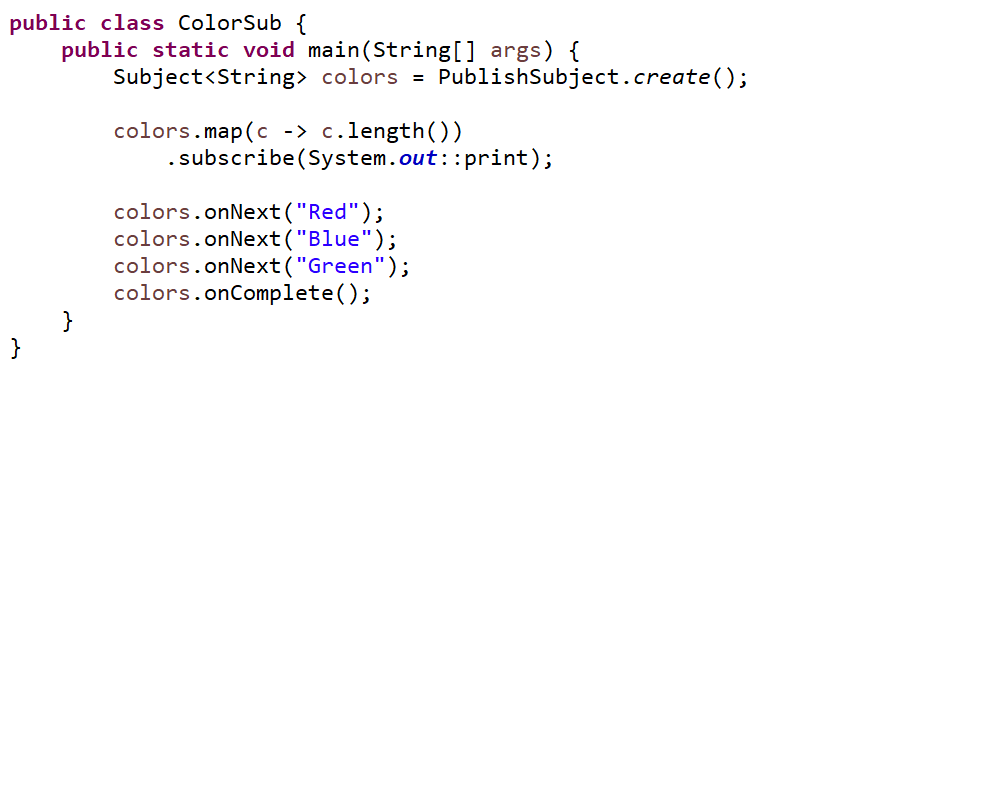 public class ColorSub {
    public static void main(String[] args) {
        Subject<String> colors = PublishSubject.create();

        colors.map(c -> c.length())
            .subscribe(System.out::print);

        colors.onNext("Red");
        colors.onNext("Blue");
        colors.onNext("Green");
        colors.onComplete();
    }
}